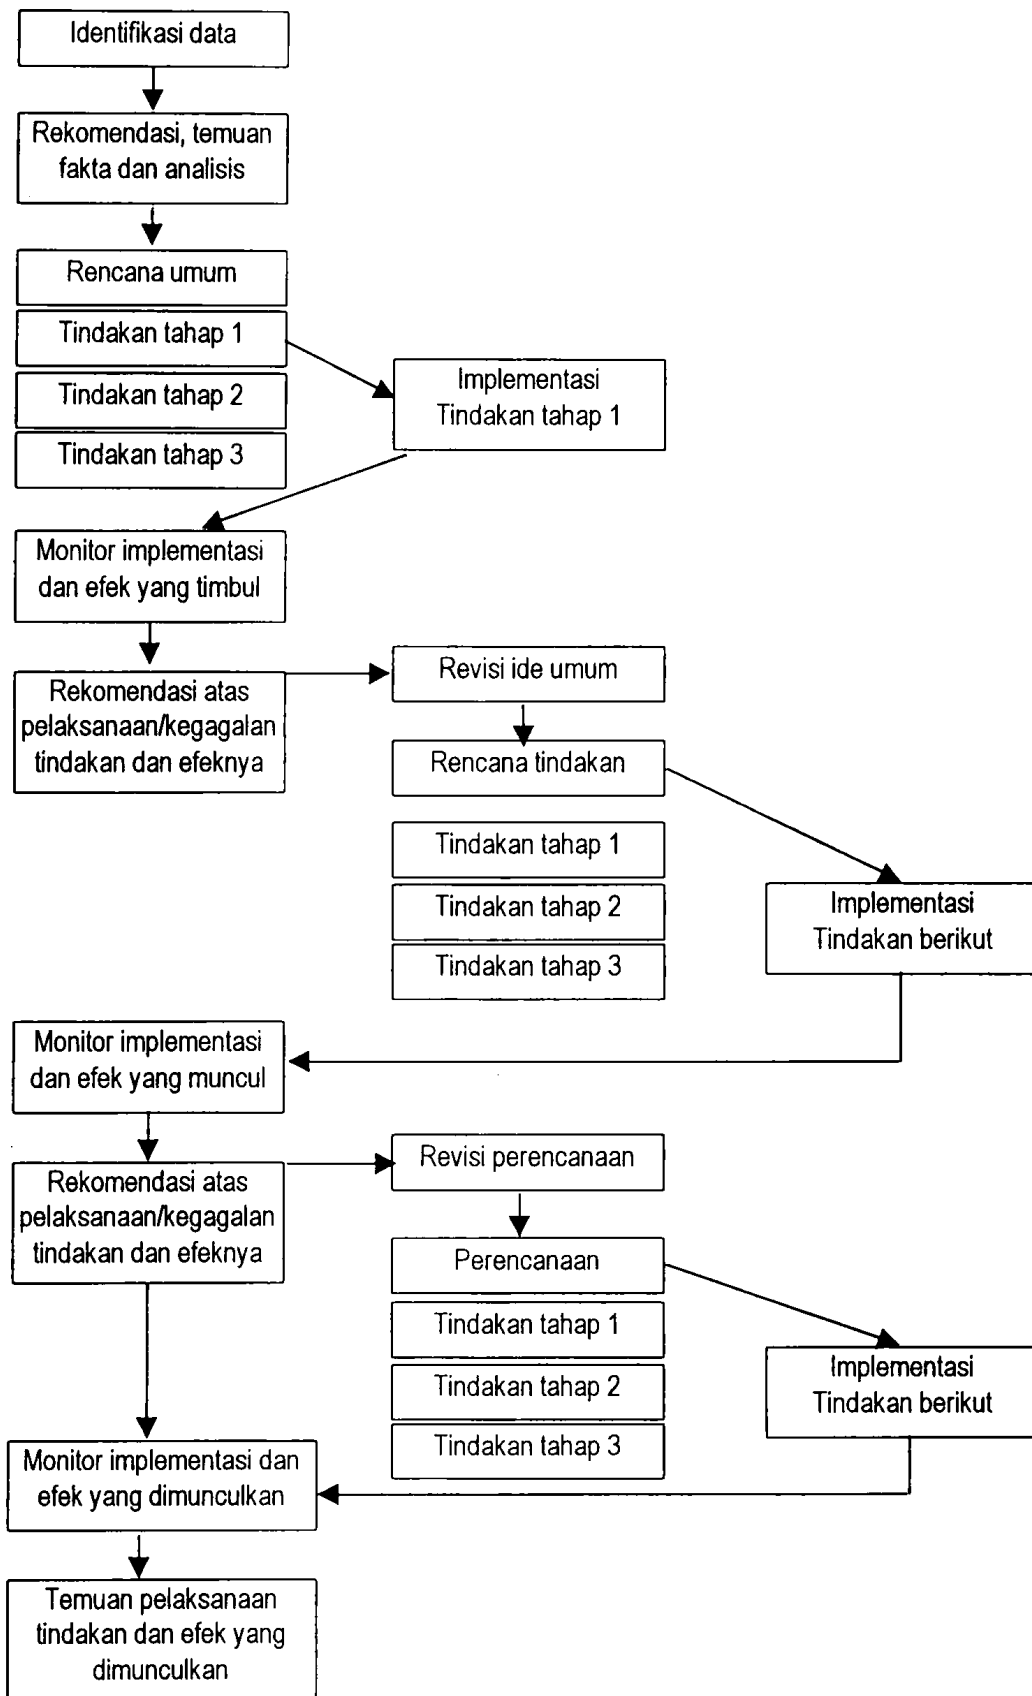 Identifikasi data
Rekomendasi, temuan
fakta dan analisis
Rencana umum
Tindakan tahap 1
Tindakan tahap 2
Tindakan tahap 3
Implementasi
Tindakan tahap 1
Monitor implementasi
dan efek yang timbul
Rekomendasi atas
pelaksanaan/kegagalan
tindakan dan efeknya
Revisi ide umum
Rencana tindakan
Tindakan tahap 1
Tindakan tahap 2
Tindakan tahap 3
Implementasi
Tindakan berikut
Monitor implementasi
dan efek yang muncul
Rekomendasi atas
pelaksanaan/kegagalan
tindakan dan efeknya
Revisi perencanaan
Perencanaan
Tindakan tahap 1
Tindakan tahap 2
Tindakan tahap 3
Implementasi
Tindakan berikut
Monitor implementasi dan
efek yang dimunculkan
Temuan pelaksanaan
tindakan dan efek yang
dimunculkan